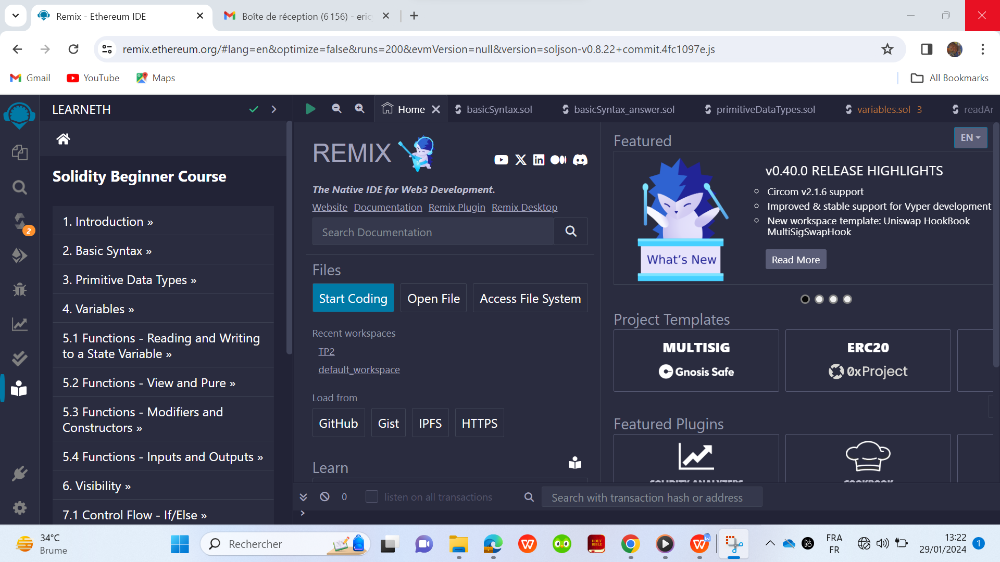 Remix - Ethereum IDE
Boîte de réception (6 156) - eric
remix.ethereum.org/#lang=en&optimize=false&runs=200&evmVersion=null&version=soljson-v0.8.22+commit.4fc1097e.js
Gmail
YouTube
Maps
All Bookmarks
LEARNETH
Solidity Beginner Course
1. Introduction »
2. Basic Syntax »
3. Primitive Data Types »
4. Variables »
5.1 Functions - Reading and Writing
to a State Variable »
5.2 Functions - View and Pure »
5.3 Functions - Modifiers and
Constructors »
5.4 Functions - Inputs and Outputs »
6. Visibility »
7.1 Control Flow - If/Else »
2
Home
basicSyntax.sol
basicSyntax_answer.sol
primitiveDataTypes.sol
variables.sol 3
readAr
REMIX
The Native IDE for Web3 Development.
Website Documentation Remix Plugin Remix Desktop
Search Documentation
Files
Start Coding
Open File
Access File System
Recent workspaces
TP2
default_workspace
Load from
GitHub
Gist
IPFS
HTTPS
Learn
Featured
EN
What's New
v0.40.0 RELEASE HIGHLIGHTS
Circom v2.1.6 support
Improved & stable support for Vyper development
New workspace template: Uniswap HookBook
MultiSigSwapHook
Read More
Project Templates
MULTISIG
Gnosis Safe
ERC20
0xProject
Featured Plugins
SOLIDITY ANALYZERS
COOKBOOK
0
listen on all transactions
Search with transaction hash or address
>
34°C
Brume
Rechercher
HOLY
BIBLE
FRA
FR
13:22
29/01/2024
1